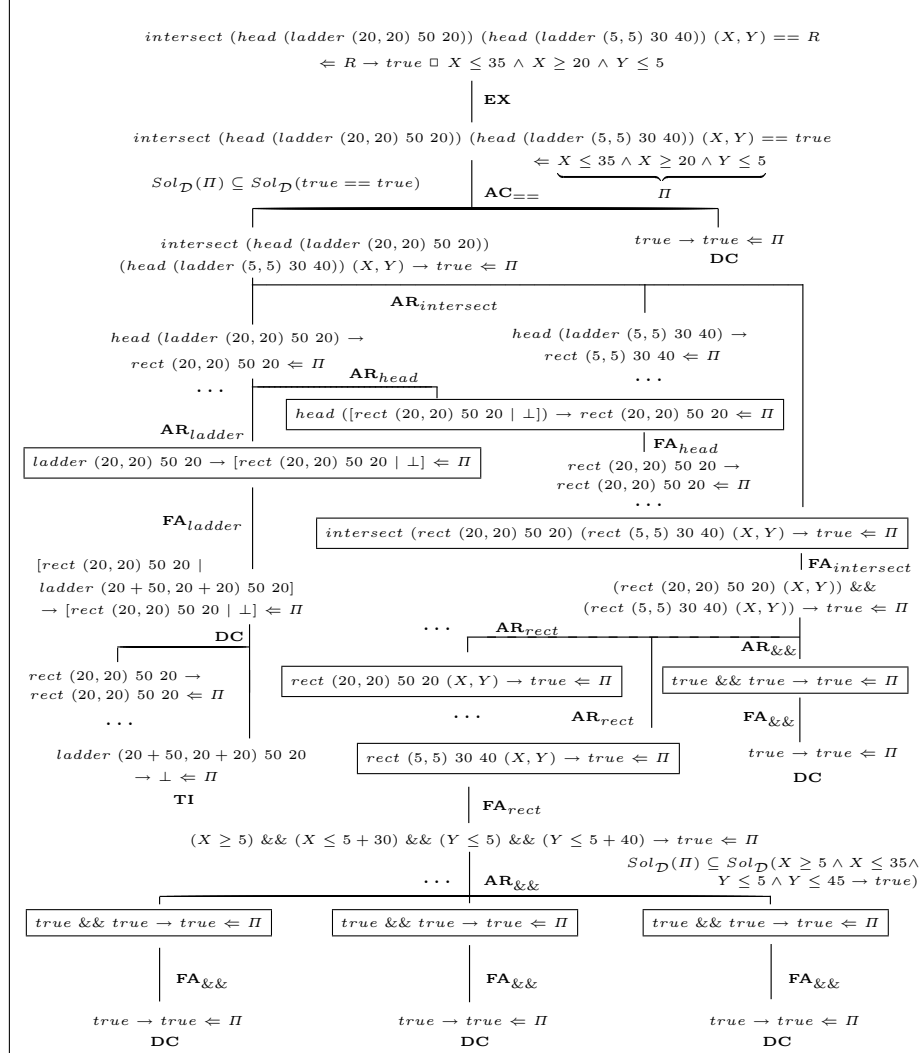 intersect (head (ladder (20, 20) 50 20)) (head (ladder (5, 5) 30 40)) (X, Y) == R
⇐ R → true □ X ≤ 35 ∧ X ≥ 20 ∧ Y ≤ 5
EX
intersect (head (ladder (20, 20) 50 20)) (head (ladder (5, 5) 30 40)) (X, Y) == true
⇐ X ≤ 35 ∧ X ≥ 20 ∧ Y ≤ 5
Π
Sol_D(Π) ⊆ Sol_D(true == true)
AC_==
intersect (head (ladder (20, 20) 50 20))
(head (ladder (5, 5) 30 40)) (X, Y) → true ⇐ Π
true → true ⇐ Π
DC
AR_intersect
head (ladder (20, 20) 50 20) →
rect (20, 20) 50 20 ⇐ Π
...
head (ladder (5, 5) 30 40) →
rect (5, 5) 30 40 ⇐ Π
...
AR_head
head ([rect (20, 20) 50 20 | ⊥]) → rect (20, 20) 50 20 ⇐ Π
AR_ladder
ladder (20, 20) 50 20 → [rect (20, 20) 50 20 | ⊥] ⇐ Π
FA_head
rect (20, 20) 50 20 →
rect (20, 20) 50 20 ⇐ Π
...
FA_ladder
intersect (rect (20, 20) 50 20) (rect (5, 5) 30 40) (X, Y) → true ⇐ Π
[rect (20, 20) 50 20 |
ladder (20 + 50, 20 + 20) 50 20]
→ [rect (20, 20) 50 20 | ⊥] ⇐ Π
FA_intersect
(rect (20, 20) 50 20) (X, Y)) &&
(rect (5, 5) 30 40) (X, Y)) → true ⇐ Π
DC
...
AR_rect
AR_&&
rect (20, 20) 50 20 →
rect (20, 20) 50 20 ⇐ Π
...
rect (20, 20) 50 20 (X, Y) → true ⇐ Π
true && true → true ⇐ Π
...
AR_rect
FA_&&
ladder (20 + 50, 20 + 20) 50 20
→ ⊥ ⇐ Π
TI
rect (5, 5) 30 40 (X, Y) → true ⇐ Π
true → true ⇐ Π
DC
FA_rect
(X ≥ 5) && (X ≤ 5 + 30) && (Y ≤ 5) && (Y ≤ 5 + 40) → true ⇐ Π
...
AR_&&
Sol_D(Π) ⊆ Sol_D(X ≥ 5 ∧ X ≤ 35∧
Y ≤ 5 ∧ Y ≤ 45 → true)
true && true → true ⇐ Π
true && true → true ⇐ Π
true && true → true ⇐ Π
FA_&&
FA_&&
FA_&&
true → true ⇐ Π
true → true ⇐ Π
true → true ⇐ Π
DC
DC
DC